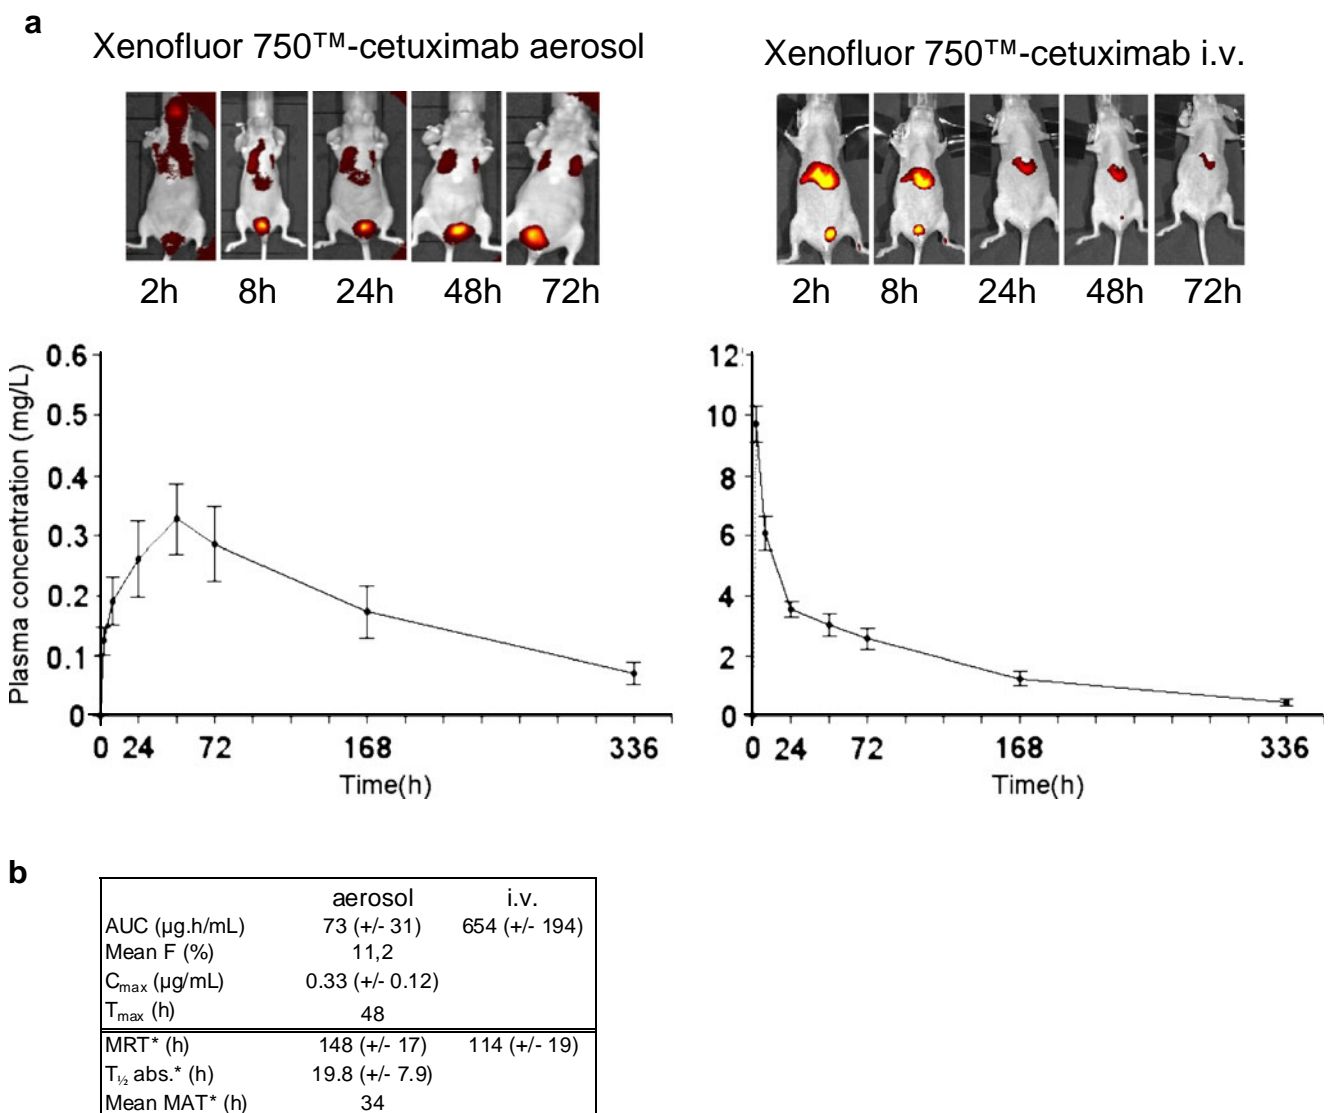 a
Xenofluor 750™-cetuximab aerosol
Xenofluor 750™-cetuximab i.v.
2h 8h 24h 48h 72h
2h 8h 24h 48h 72h
Plasma concentration (mg/L)
0.6
0.5
0.4
0.3
0.2
0.1
0
0 24 72 168 336
Time(h)
12
10
8
6
4
2
0
0 24 72 168 336
Time(h)
b
aerosol i.v.
AUC (µg.h/mL) 73 (+/- 31) 654 (+/- 194)
Mean F (%) 11,2
Cmax (µg/mL) 0.33 (+/- 0.12)
Tmax (h) 48
MRT* (h) 148 (+/- 17) 114 (+/- 19)
T½ abs.* (h) 19.8 (+/- 7.9)
Mean MAT* (h) 34